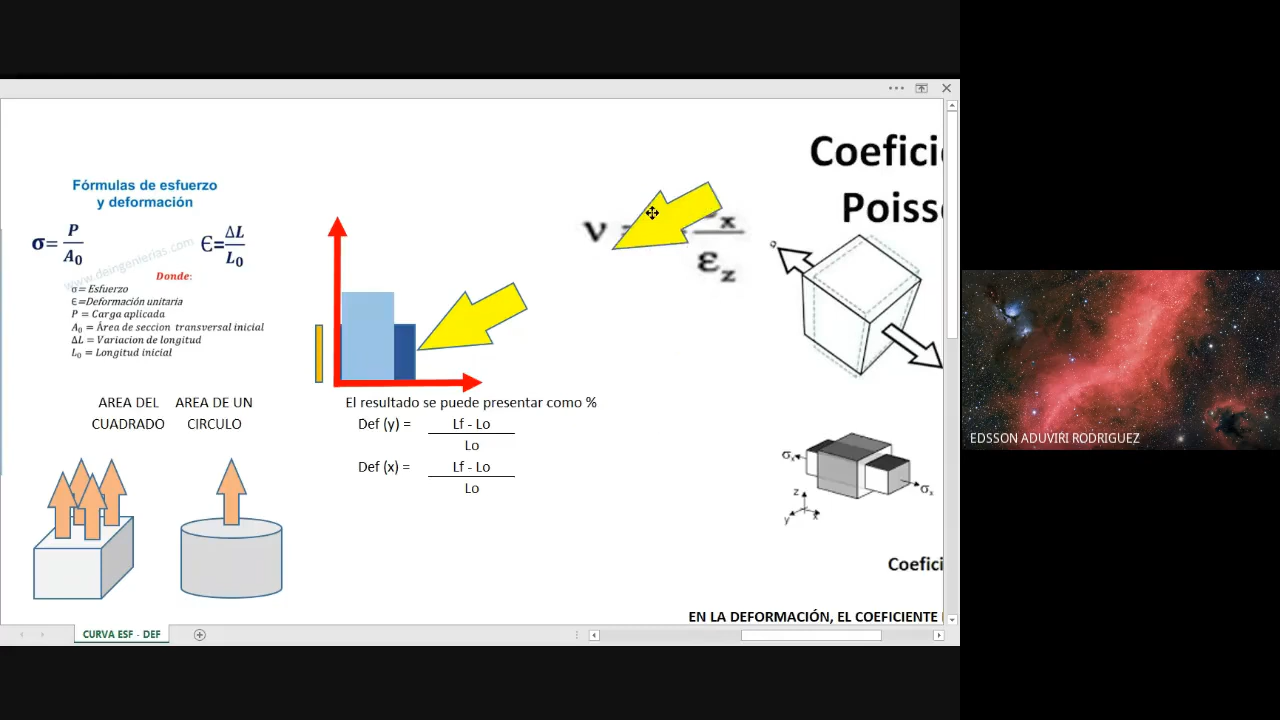 Fórmulas de esfuerzo
y deformación
σ= P / A₀
Є= ΔL / L₀
www.deingenierias.com
Donde:
σ= Esfuerzo
Є=Deformación unitaria
P = Carga aplicada
A₀ = Área de seccion transversal inicial
ΔL = Variacion de longitud
L₀ = Longitud inicial
AREA DEL
CUADRADO
AREA DE UN
CIRCULO
El resultado se puede presentar como %
Def (y) = Lf - Lo
Lo
Def (x) = Lf - Lo
Lo
ν
x
εz
Coefici
Poiss
σ
σx
σx
z
y
x
Coefici
EN LA DEFORMACIÓN, EL COEFICIENTE
CURVA ESF - DEF
EDSSON ADUVIRI RODRIGUEZ